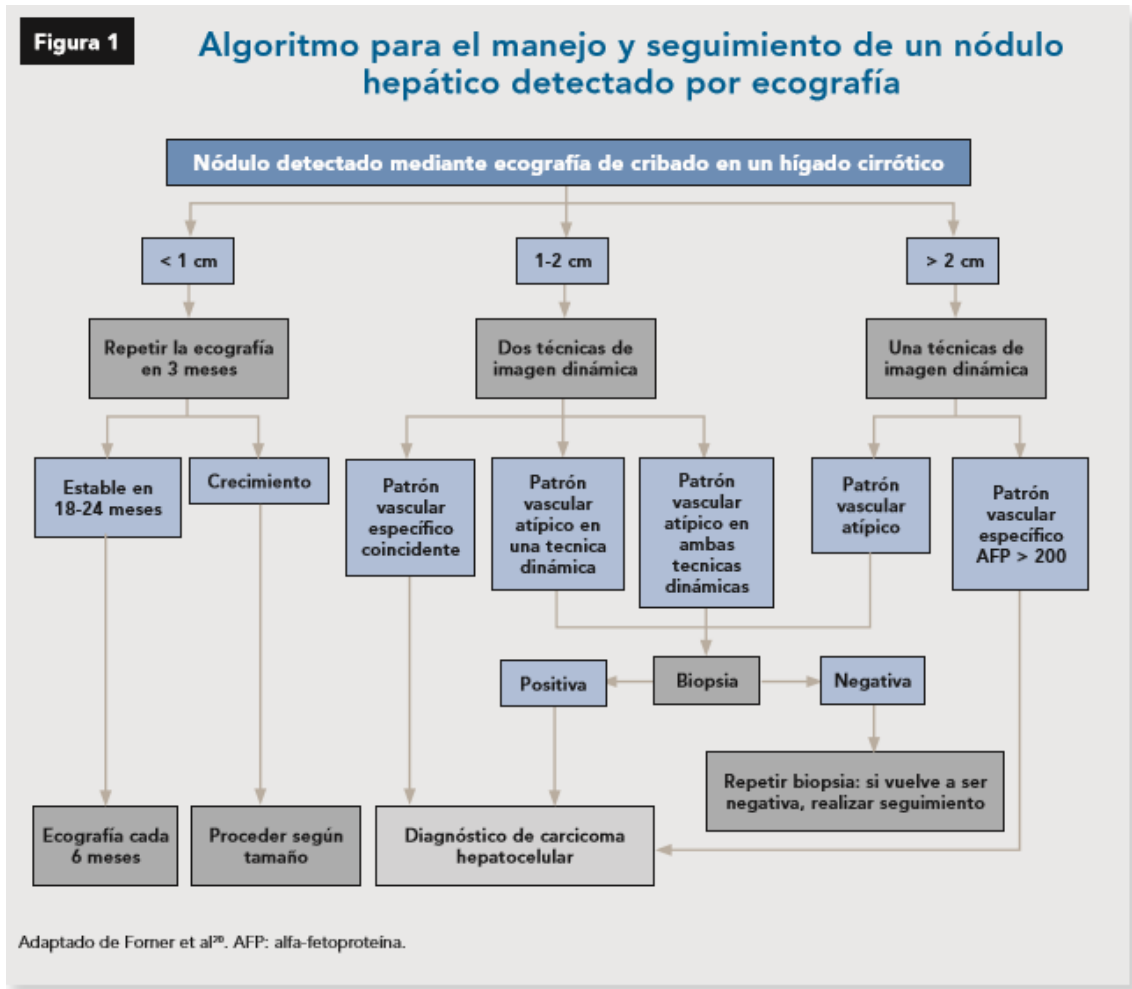 Figura 1
Algoritmo para el manejo y seguimiento de un nódulo
hepático detectado por ecografía
Nódulo detectado mediante ecografía de cribado en un hígado cirrótico
< 1 cm
1-2 cm
> 2 cm
Repetir la ecografía
en 3 meses
Dos técnicas de
imagen dinámica
Una técnicas de
imagen dinámica
Estable en
18-24 meses
Crecimiento
Patrón
vascular
específico
coincidente
Patrón
vascular
atípico en
una tecnica
dinámica
Patrón
vascular
atípico en
ambas
tecnicas
dinámicas
Patrón
vascular
atípico
Patrón
vascular
específico
AFP > 200
Positiva
Biopsia
Negativa
Repetir biopsia: si vuelve a ser
negativa, realizar seguimiento
Ecografía cada
6 meses
Proceder según
tamaño
Diagnóstico de carcicoma
hepatocelular
Adaptado de Forner et al²⁰. AFP: alfa-fetoproteína.